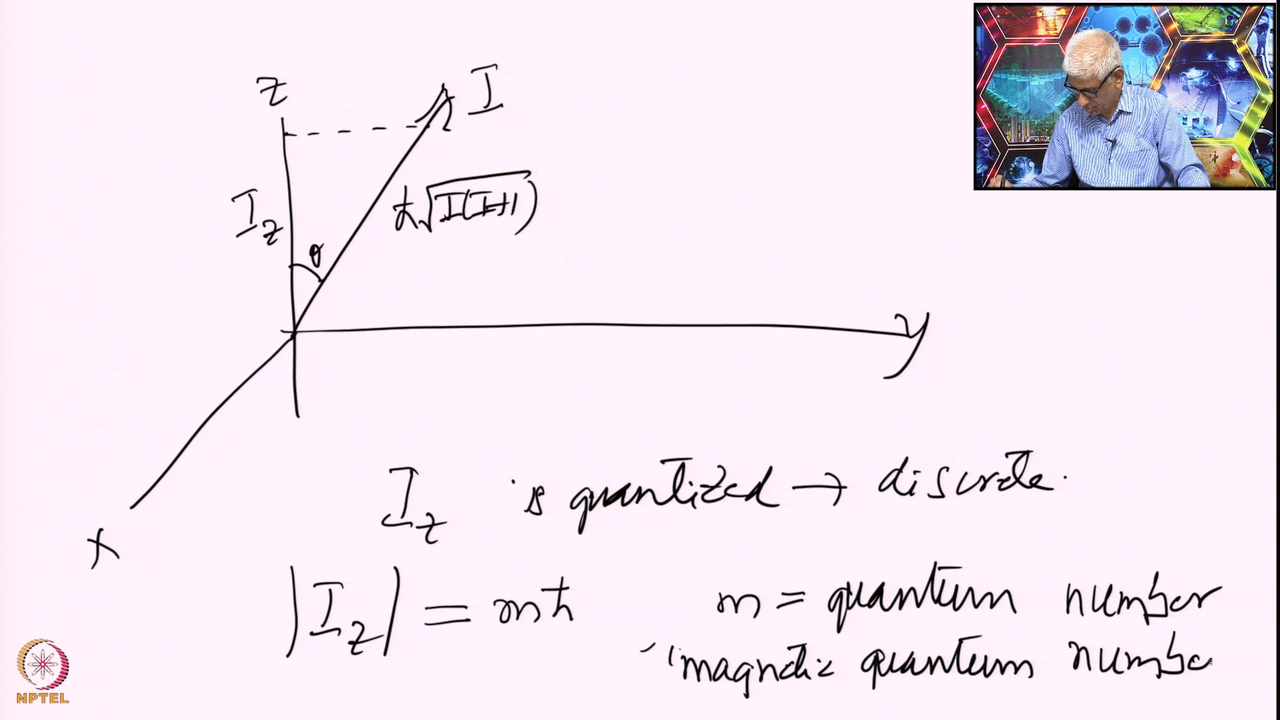 z
I
I_z
θ
ħ√I(I+1)
y
x
I_z is quantized → discrete.
|I_z| = mħ m = quantum number
magnetic quantum number
NPTEL